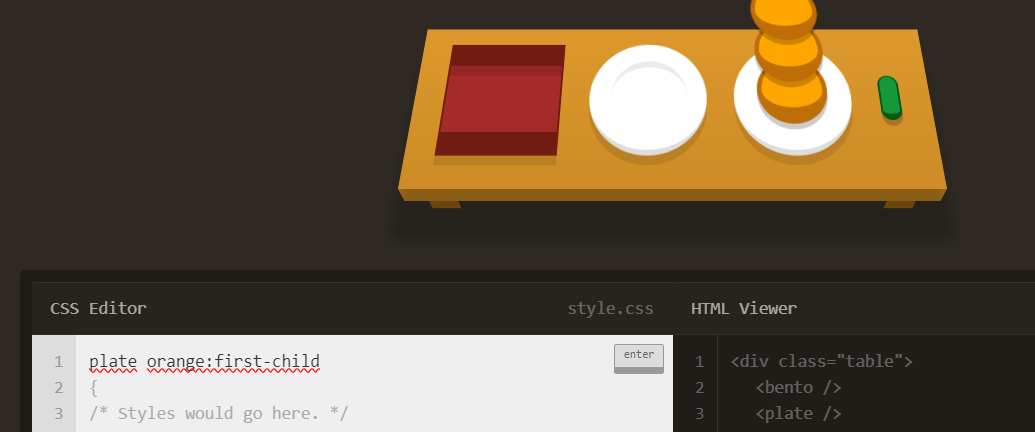 CSS Editor style.css HTML Viewer
1 plate orange:first-child enter 1 <div class="table">
2 { 2 <bento />
3 /* Styles would go here. */ 3 <plate />